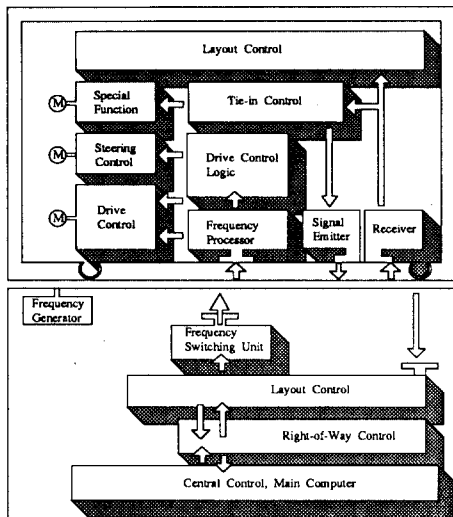 Layout Control
M
Special
Function
Tie-in Control
M
Steering
Control
Drive Control
Logic
M
Drive
Control
Frequency
Processor
Signal
Emitter
Receiver
Frequency
Generator
Frequency
Switching Unit
Layout Control
Right-of-Way Control
Central Control, Main Computer